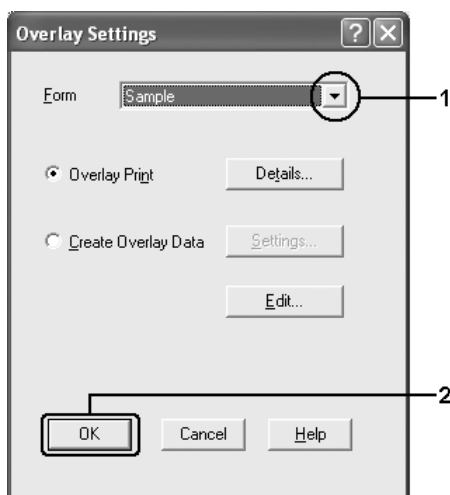 Overlay Settings
Form Sample 1
Overlay Print Details...
Create Overlay Data Settings...
Edit...
2
OK Cancel Help